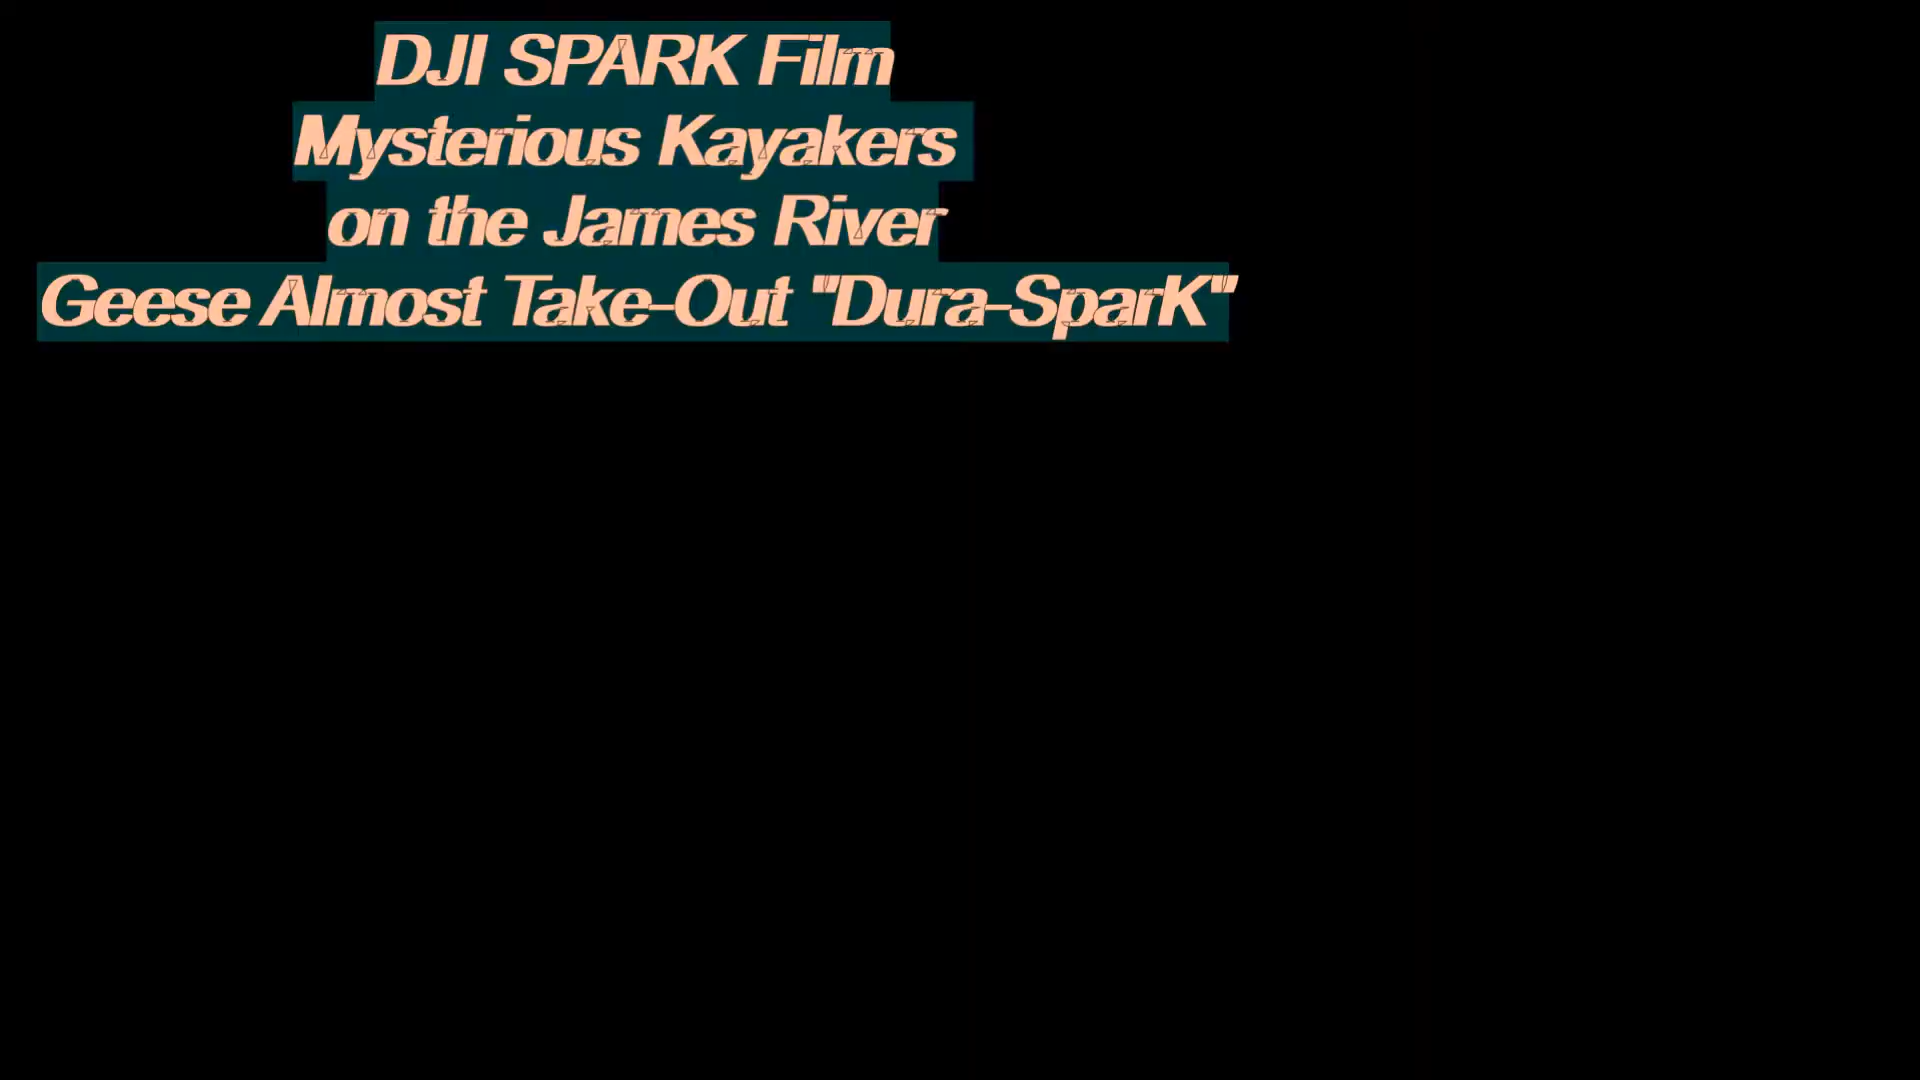 DJI SPARK Film
Mysterious Kayakers
on the James River
Geese Almost Take-Out "Dura-SparK"